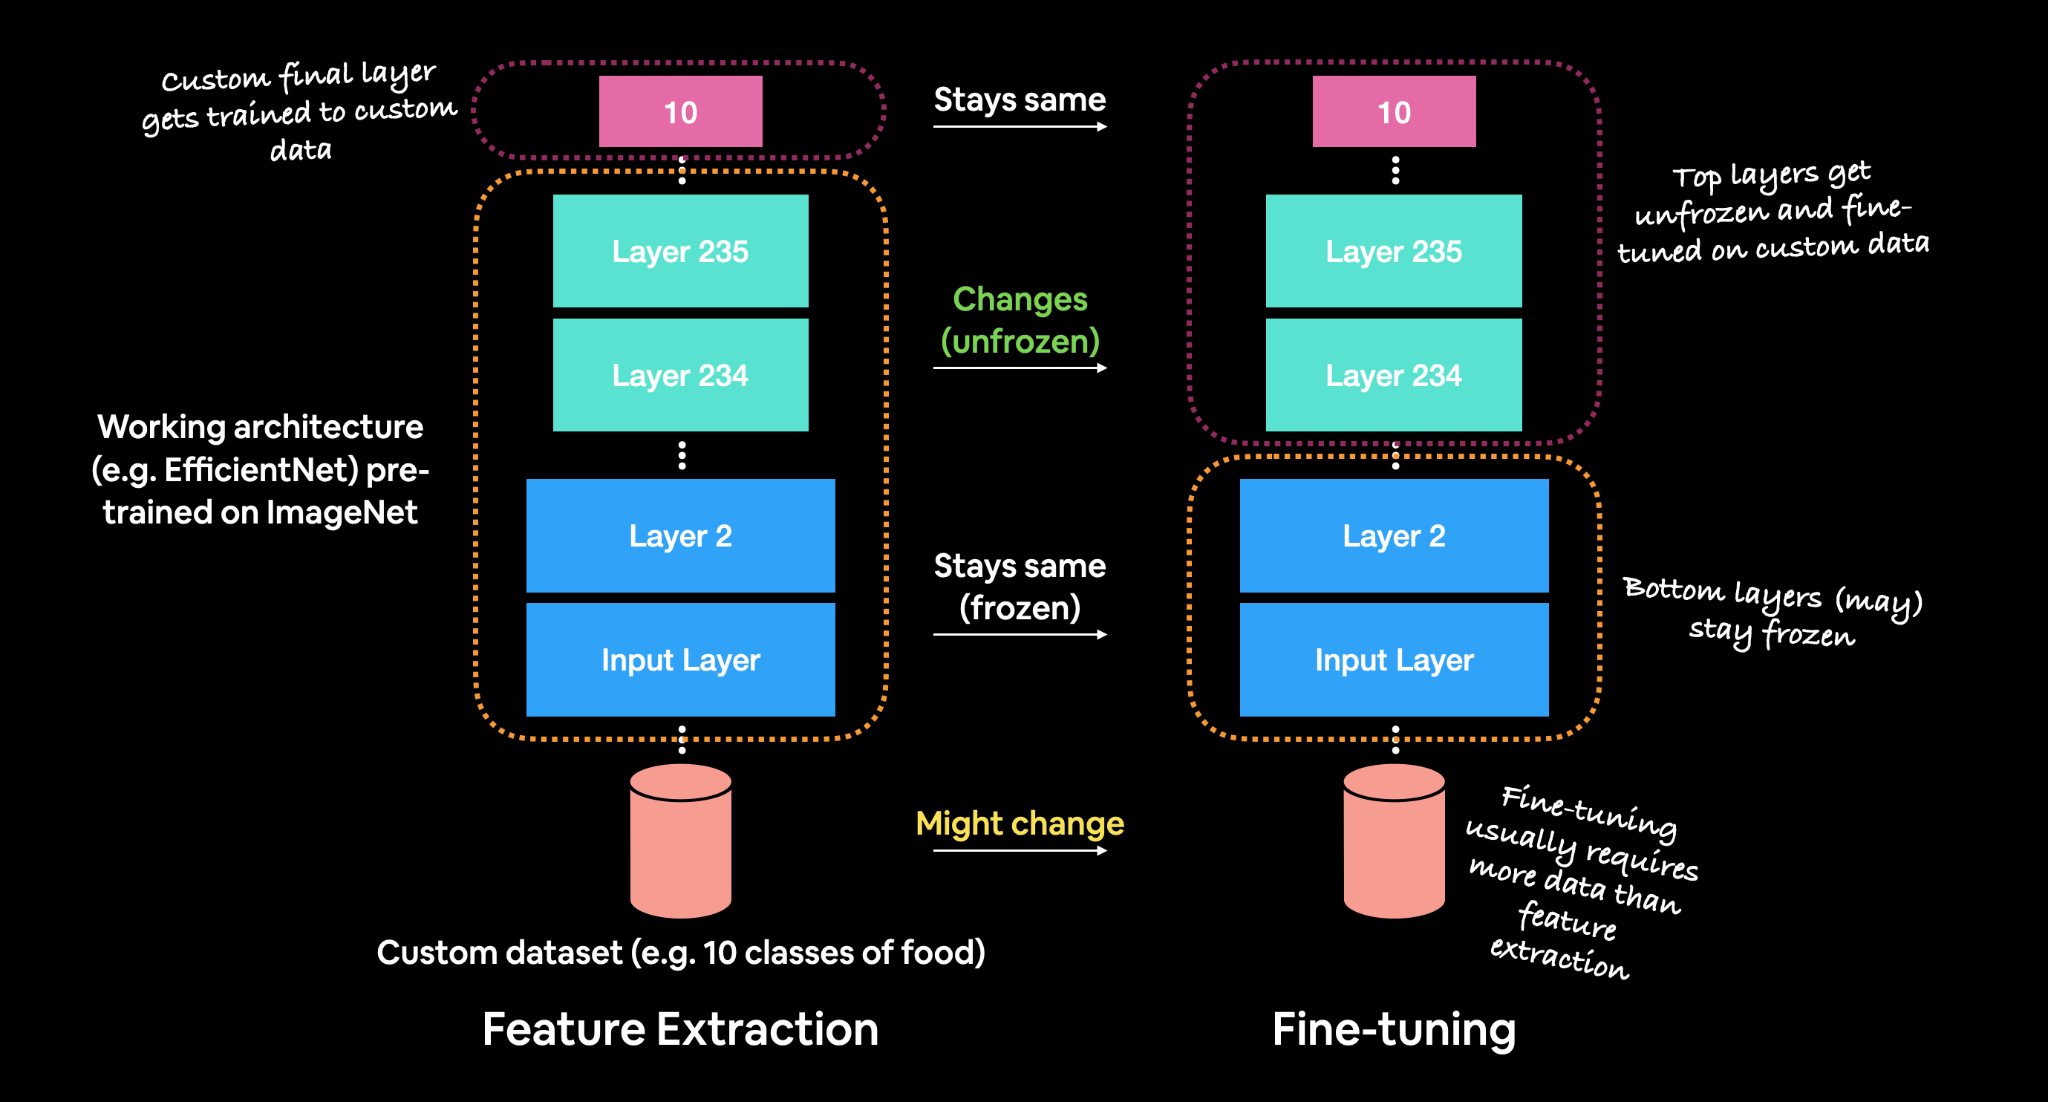 Custom final layer
gets trained to custom
data
10
Stays same
10
Layer 235
Layer 235
Top layers get
unfrozen and fine-
tuned on custom data
Changes
(unfrozen)
Layer 234
Layer 234
Working architecture
(e.g. EfficientNet) pre-
trained on ImageNet
Layer 2
Layer 2
Stays same
(frozen)
Bottom layers (may)
stay frozen
Input Layer
Input Layer
Might change
Fine-tuning
usually requires
more data than
feature
extraction
Custom dataset (e.g. 10 classes of food)
Feature Extraction
Fine-tuning